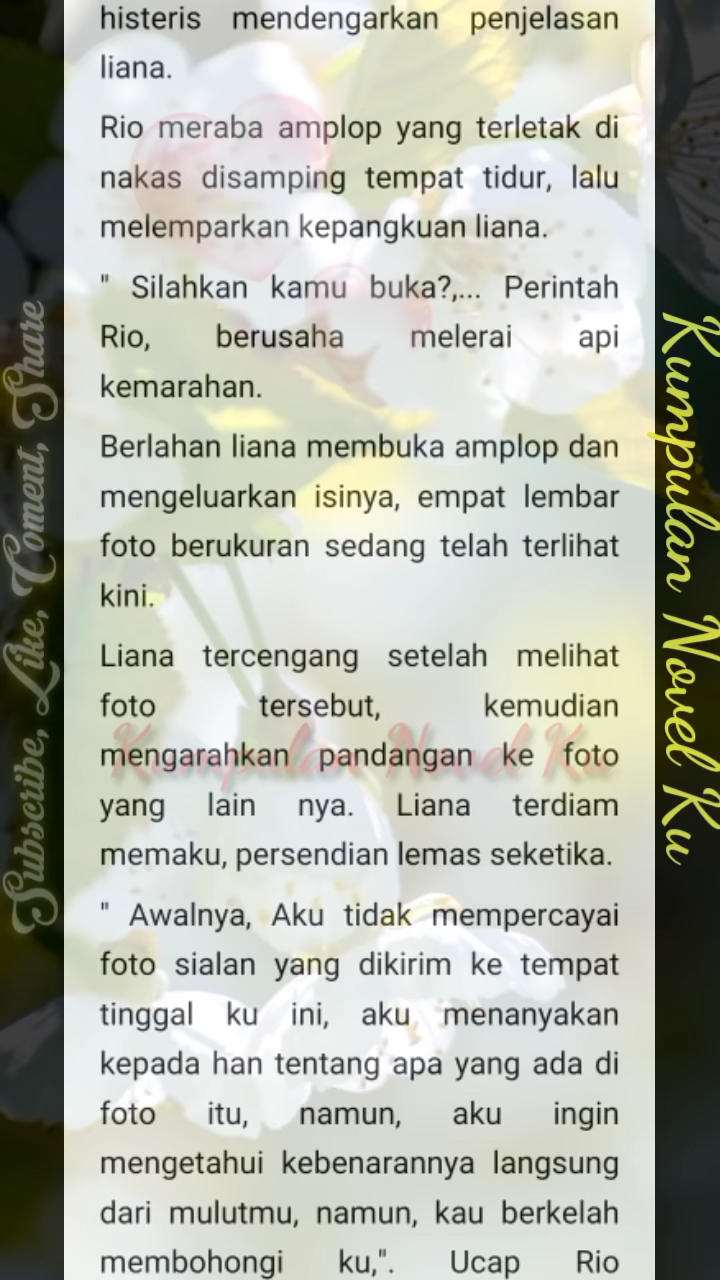 histeris mendengarkan penjelasan
liana.
Rio meraba amplop yang terletak di
nakas disamping tempat tidur, lalu
melemparkan kepangkuan liana.
" Silahkan kamu buka?,... Perintah
Rio, berusaha melerai api
kemarahan.
Berlahan liana membuka amplop dan
mengeluarkan isinya, empat lembar
foto berukuran sedang telah terlihat
kini.
Liana tercengang setelah melihat
foto tersebut, kemudian
mengarahkan pandangan ke foto
yang lain nya. Liana terdiam
memaku, persendian lemas seketika.
" Awalnya, Aku tidak mempercayai
foto sialan yang dikirim ke tempat
tinggal ku ini, aku menanyakan
kepada han tentang apa yang ada di
foto itu, namun, aku ingin
mengetahui kebenarannya langsung
dari mulutmu, namun, kau berkelah
membohongi ku,". Ucap Rio
Kumpulan Novel Ku
Subscribe, Like, Coment, Share
Kumpulan Novel Ku